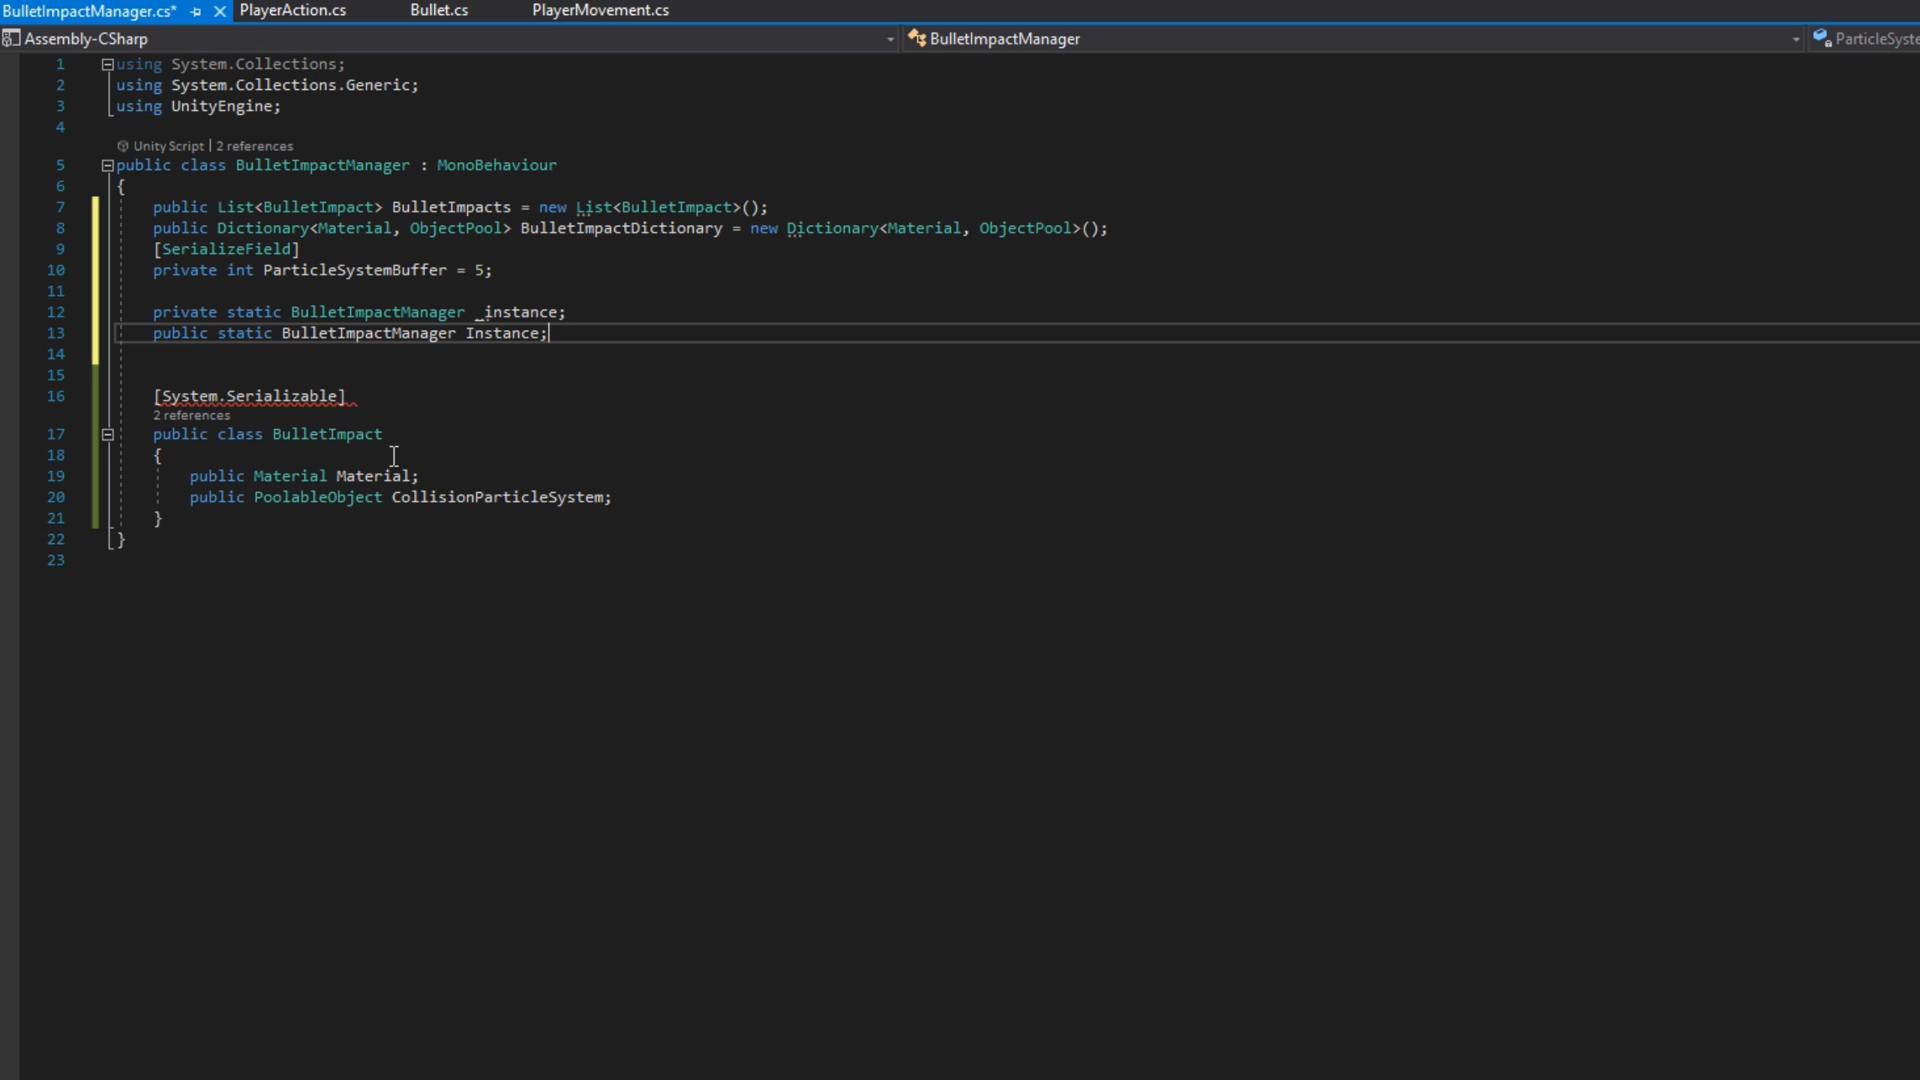 BulletImpactManager.cs* PlayerAction.cs Bullet.cs PlayerMovement.cs
Assembly-CSharp BulletImpactManager
1 using System.Collections;
2 using System.Collections.Generic;
3 using UnityEngine;
4
Unity Script | 2 references
5 public class BulletImpactManager : MonoBehaviour
6 {
7 public List<BulletImpact> BulletImpacts = new List<BulletImpact>();
8 public Dictionary<Material, ObjectPool> BulletImpactDictionary = new Dictionary<Material, ObjectPool>();
9 [SerializeField]
10 private int ParticleSystemBuffer = 5;
11
12 private static BulletImpactManager _instance;
13 public static BulletImpactManager Instance;
14
15
16 [System.Serializable]
2 references
17 public class BulletImpact
18 {
19 public Material Material;
20 public PoolableObject CollisionParticleSystem;
21 }
22 }
23